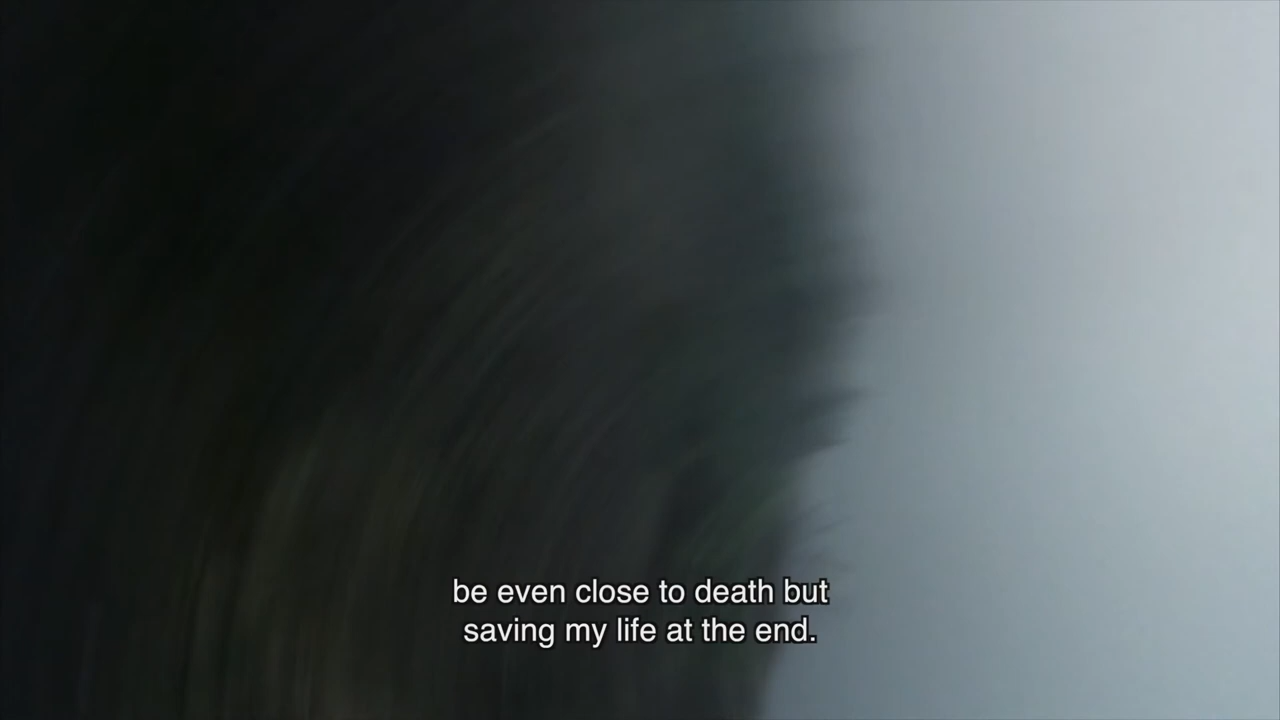 be even close to death but
saving my life at the end.